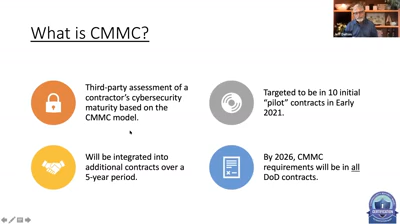 What is CMMC?
Third-party assessment of a
contractor's cybersecurity
maturity based on the
CMMC model.
Targeted to be in 10 initial
"pilot" contracts in Early
2021.
Will be integrated into
additional contracts over a
5-year period.
By 2026, CMMC
requirements will be in all
DoD contracts.